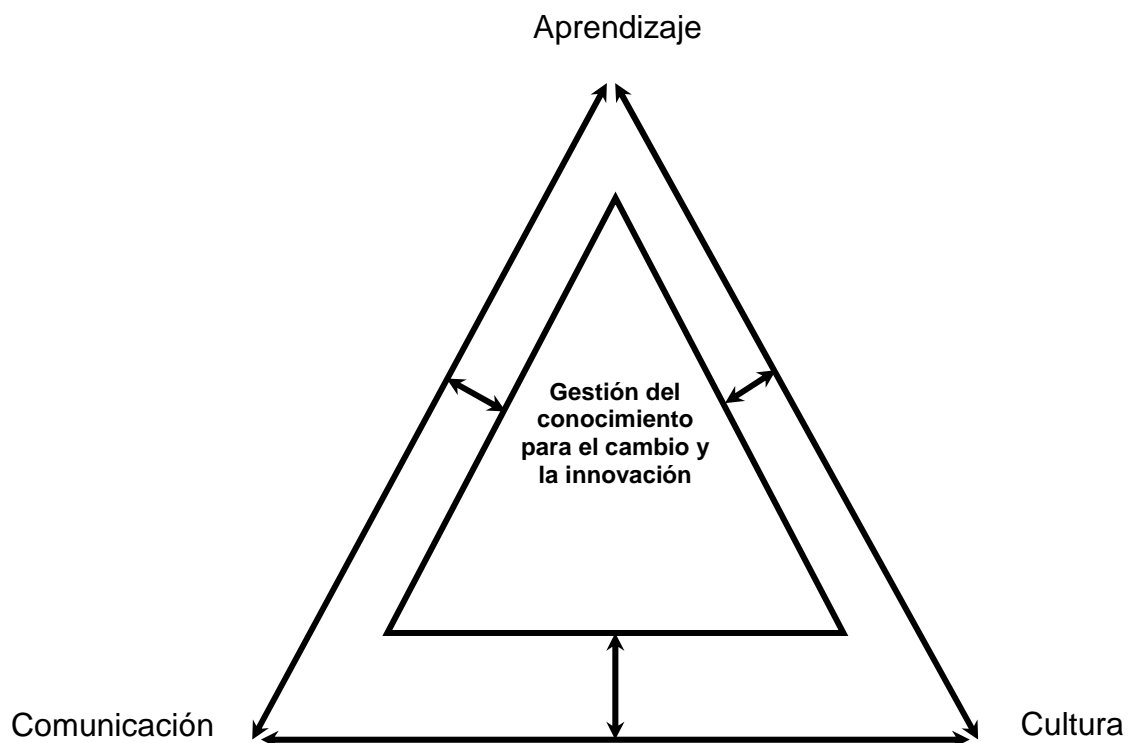 Aprendizaje
Gestión del
conocimiento
para el cambio y
la innovación
Comunicación
Cultura